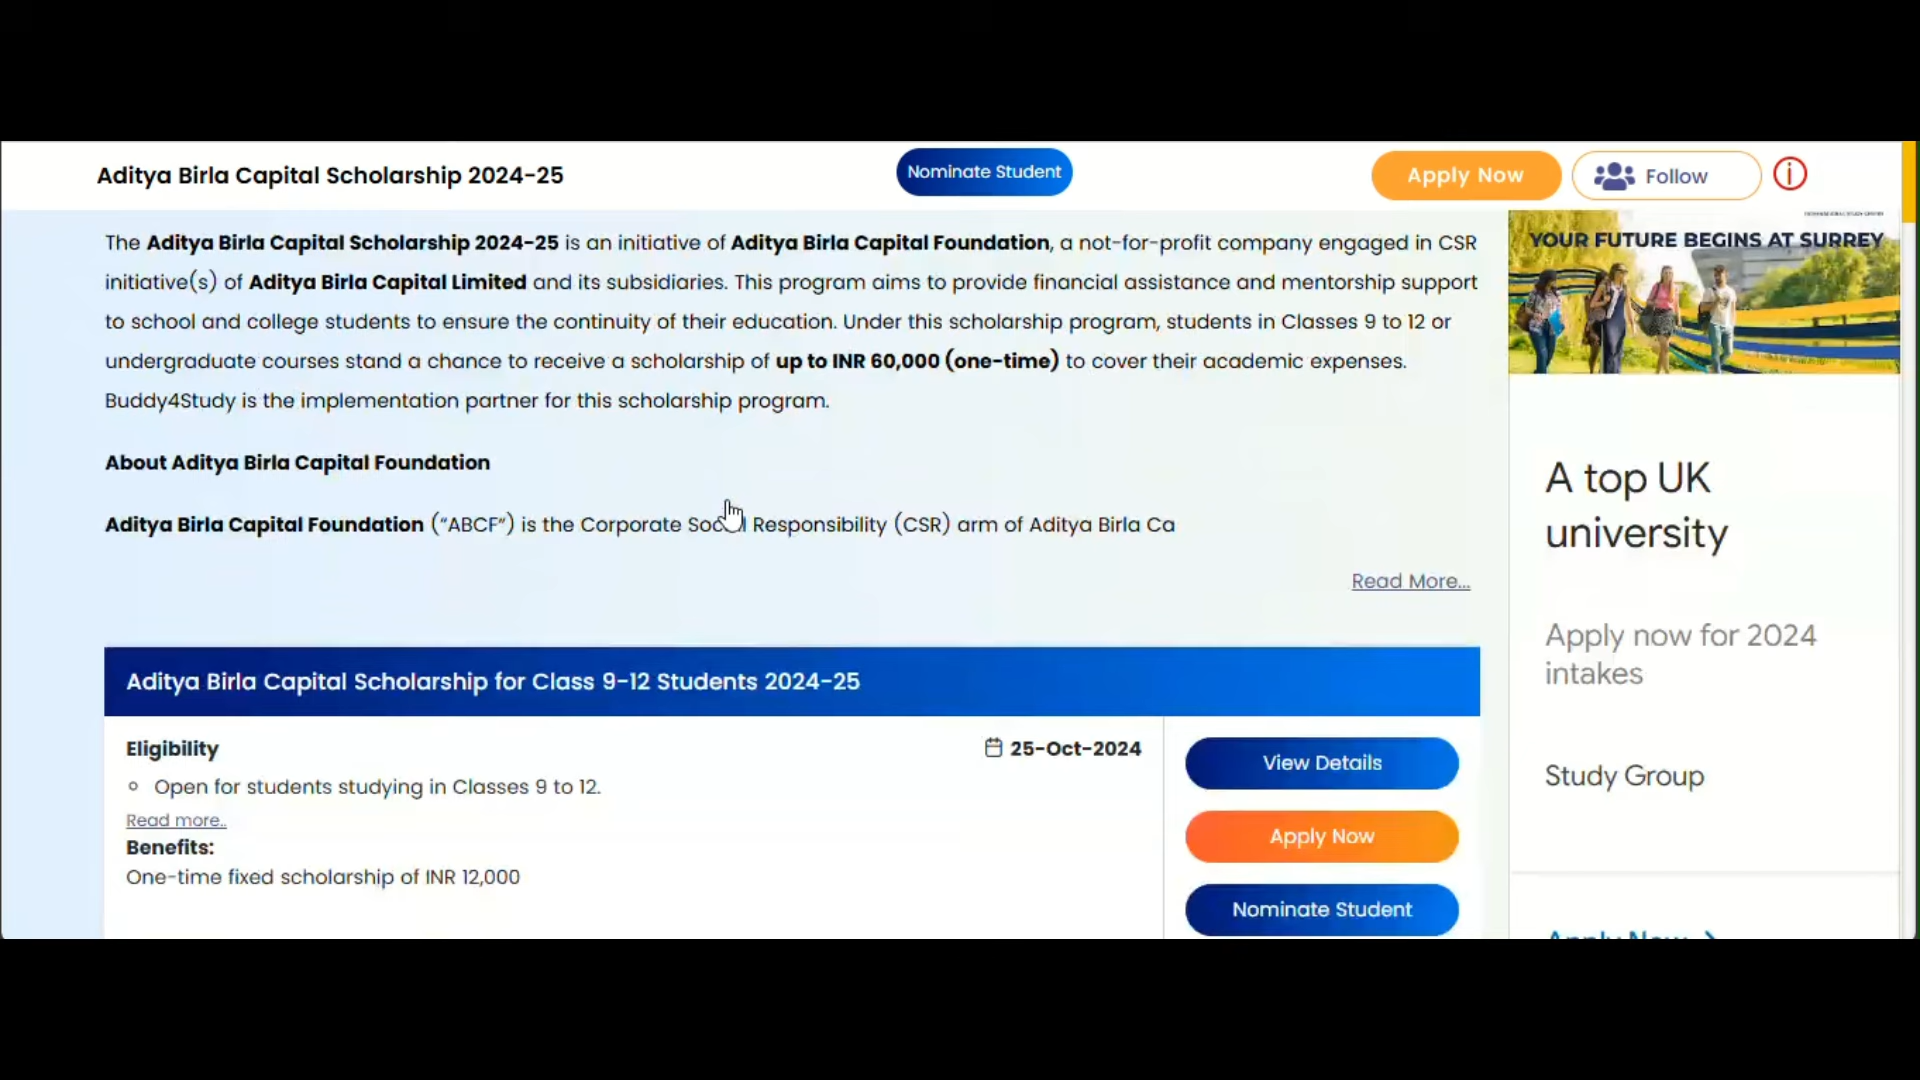 Aditya Birla Capital Scholarship 2024-25
Nominate Student
Apply Now
Follow
The Aditya Birla Capital Scholarship 2024-25 is an initiative of Aditya Birla Capital Foundation, a not-for-profit company engaged in CSR
initiative(s) of Aditya Birla Capital Limited and its subsidiaries. This program aims to provide financial assistance and mentorship support
to school and college students to ensure the continuity of their education. Under this scholarship program, students in Classes 9 to 12 or
undergraduate courses stand a chance to receive a scholarship of up to INR 60,000 (one-time) to cover their academic expenses.
Buddy4Study is the implementation partner for this scholarship program.
About Aditya Birla Capital Foundation
Aditya Birla Capital Foundation (“ABCF”) is the Corporate Social Responsibility (CSR) arm of Aditya Birla Ca
Read More...
Aditya Birla Capital Scholarship for Class 9-12 Students 2024-25
Eligibility
25-Oct-2024
Open for students studying in Classes 9 to 12.
Read more..
Benefits:
One-time fixed scholarship of INR 12,000
View Details
Apply Now
Nominate Student
YOUR FUTURE BEGINS AT SURREY
A top UK
university
Apply now for 2024
intakes
Study Group
Apply Now